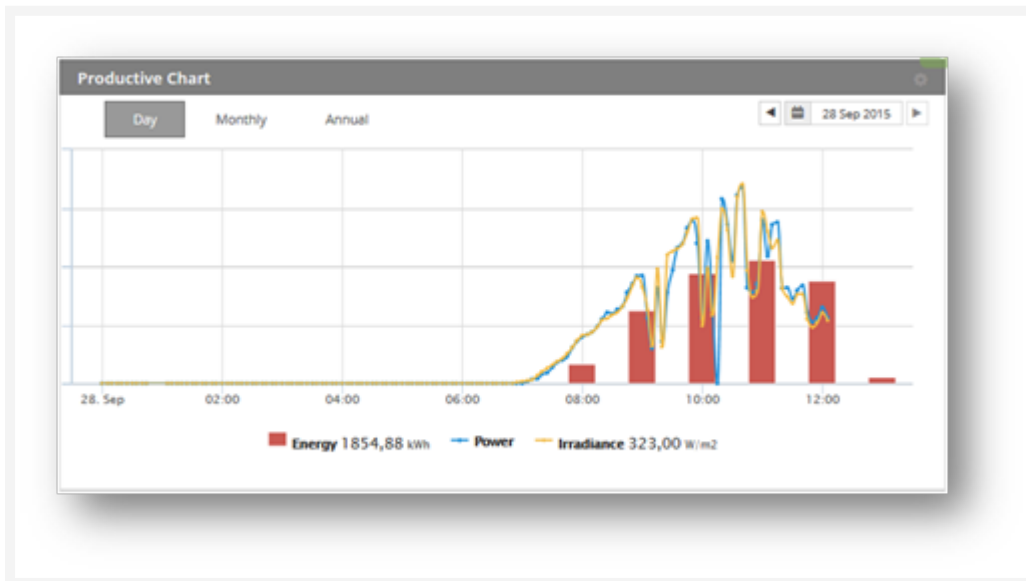 Productive Chart
Day Monthly Annual 28 Sep 2015
28. Sep 02:00 04:00 06:00 08:00 10:00 12:00
Energy 1854,88 kWh Power Irradiance 323,00 W/m2